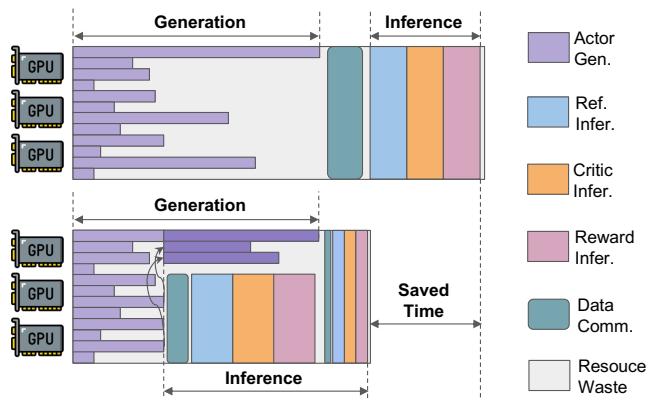 Generation
Inference
GPU
GPU
GPU
Generation
GPU
GPU
GPU
Saved
Time
Inference
Actor
Gen.
Ref.
Infer.
Critic
Infer.
Reward
Infer.
Data
Comm.
Resouce
Waste